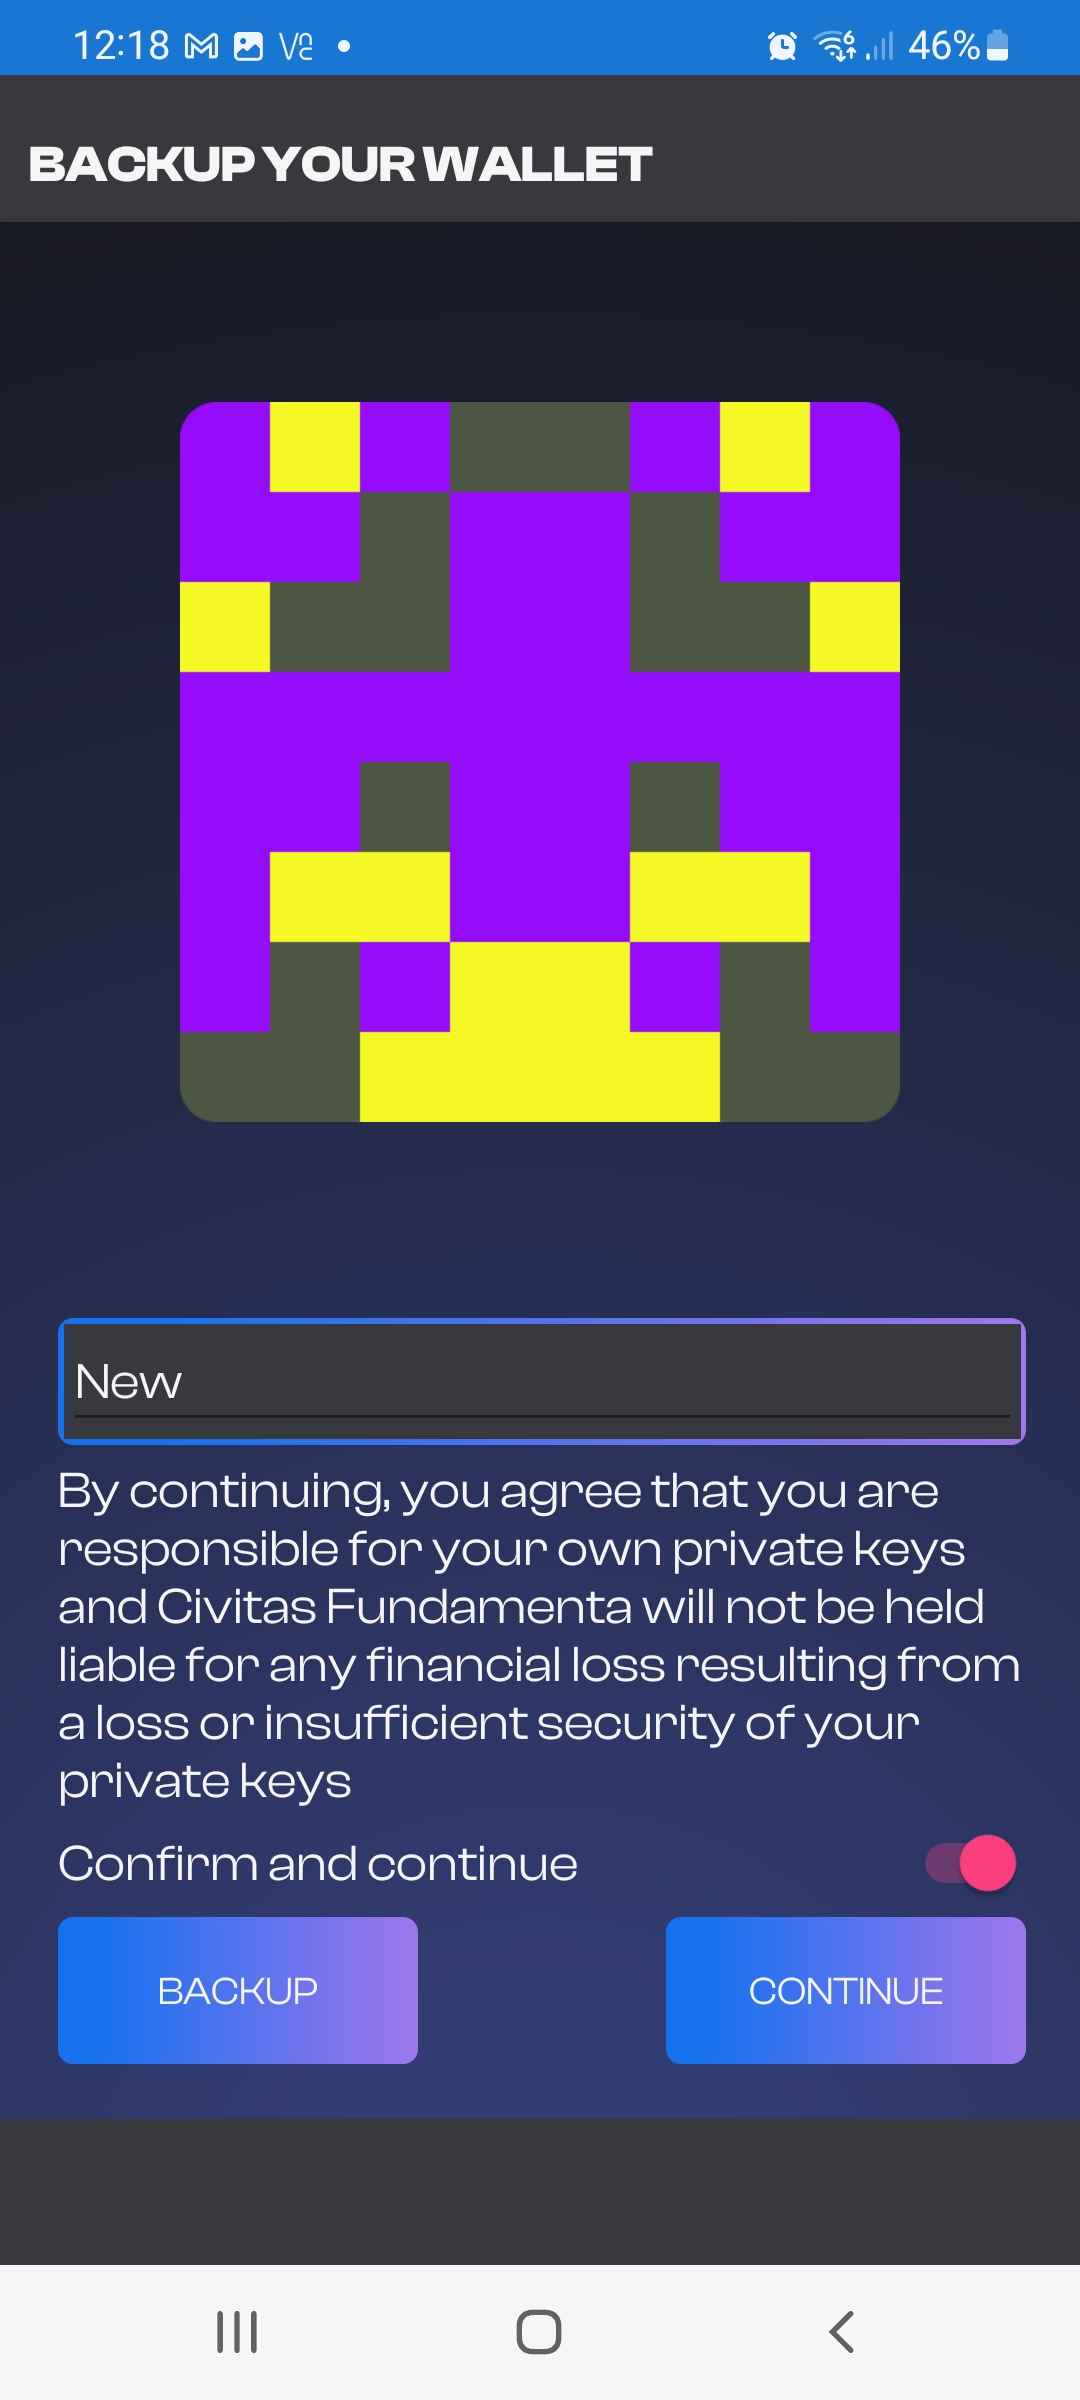 12:18
46%
BACKUP YOUR WALLET
New
By continuing, you agree that you are
responsible for your own private keys
and Civitas Fundamenta will not be held
liable for any financial loss resulting from
a loss or insufficient security of your
private keys
Confirm and continue
BACKUP
CONTINUE